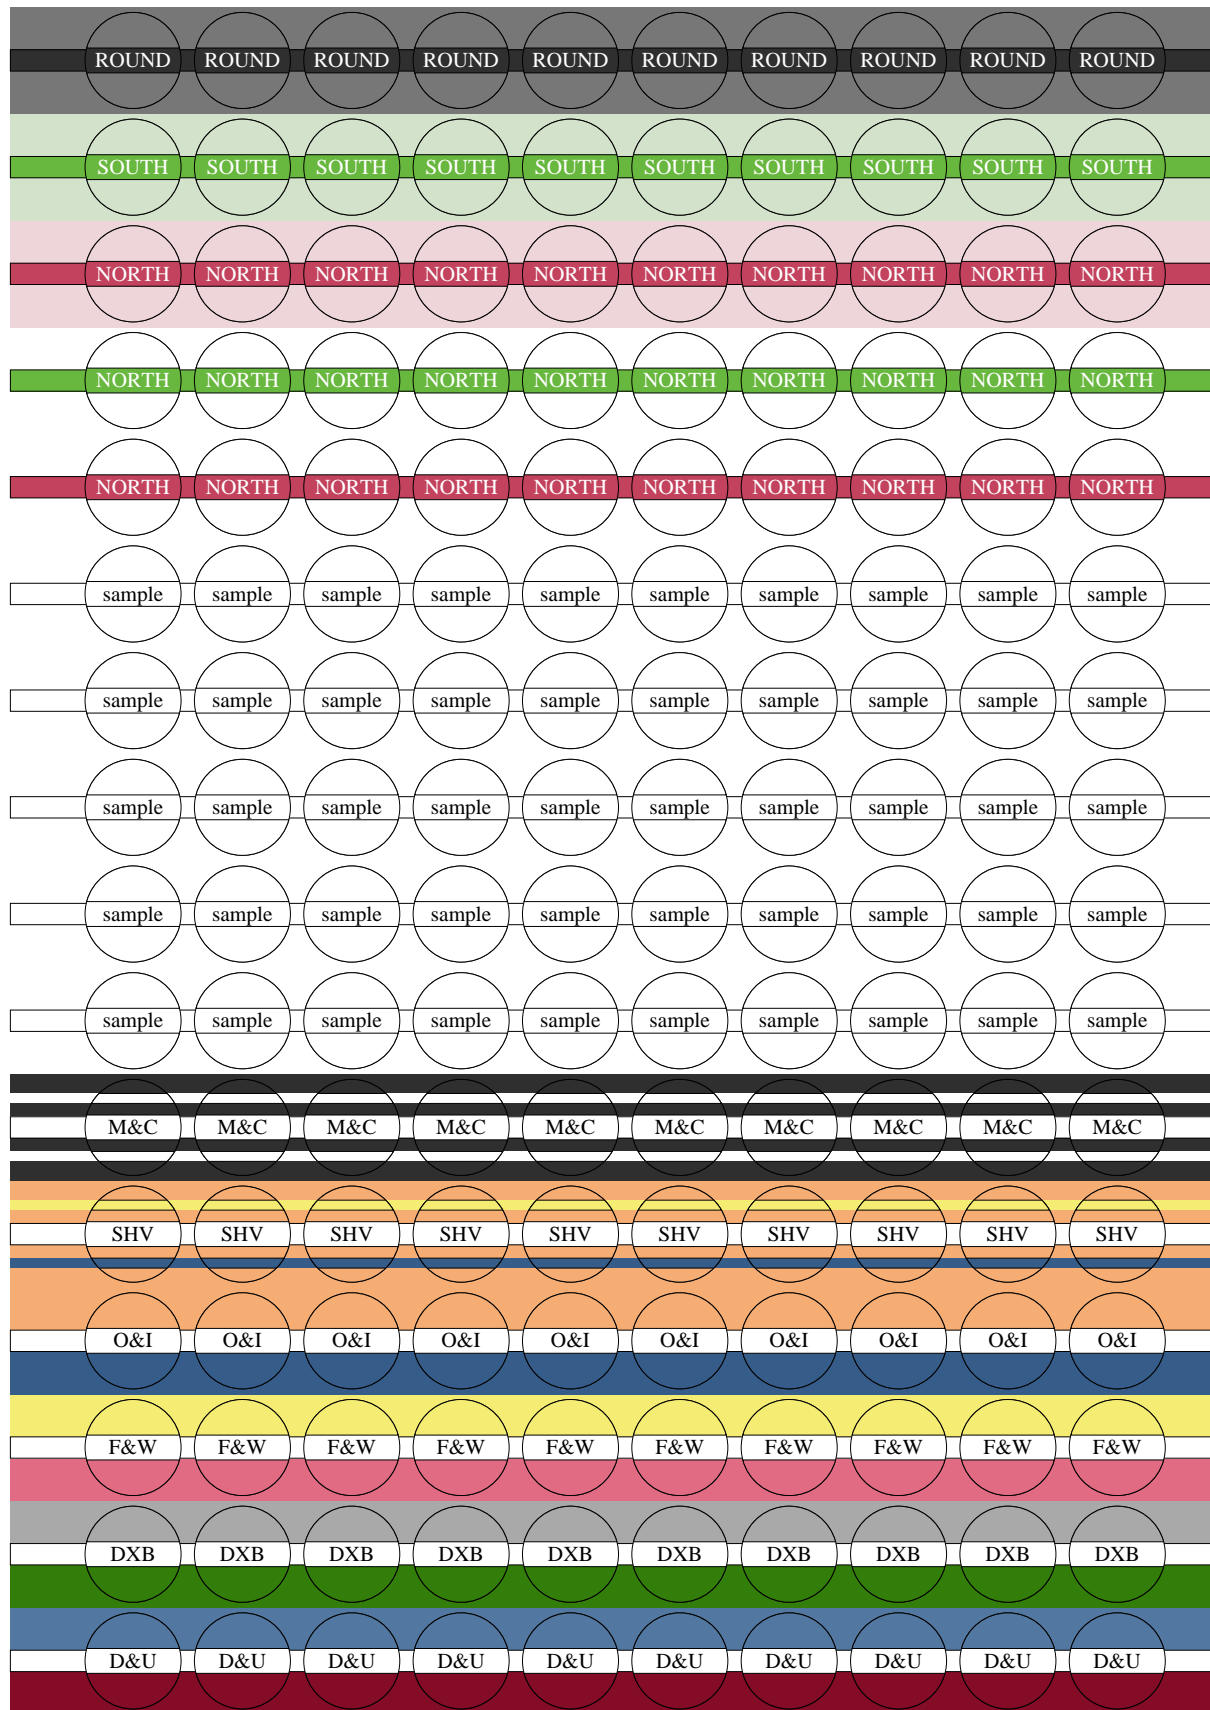 ROUND ROUND ROUND ROUND ROUND ROUND ROUND ROUND ROUND ROUND
SOUTH SOUTH SOUTH SOUTH SOUTH SOUTH SOUTH SOUTH SOUTH SOUTH
NORTH NORTH NORTH NORTH NORTH NORTH NORTH NORTH NORTH NORTH
NORTH NORTH NORTH NORTH NORTH NORTH NORTH NORTH NORTH NORTH
NORTH NORTH NORTH NORTH NORTH NORTH NORTH NORTH NORTH NORTH
sample sample sample sample sample sample sample sample sample sample
sample sample sample sample sample sample sample sample sample sample
sample sample sample sample sample sample sample sample sample sample
sample sample sample sample sample sample sample sample sample sample
sample sample sample sample sample sample sample sample sample sample
M&C M&C M&C M&C M&C M&C M&C M&C M&C M&C
SHV SHV SHV SHV SHV SHV SHV SHV SHV SHV
O&I O&I O&I O&I O&I O&I O&I O&I O&I O&I
F&W F&W F&W F&W F&W F&W F&W F&W F&W F&W
DXB DXB DXB DXB DXB DXB DXB DXB DXB DXB
D&U D&U D&U D&U D&U D&U D&U D&U D&U D&U